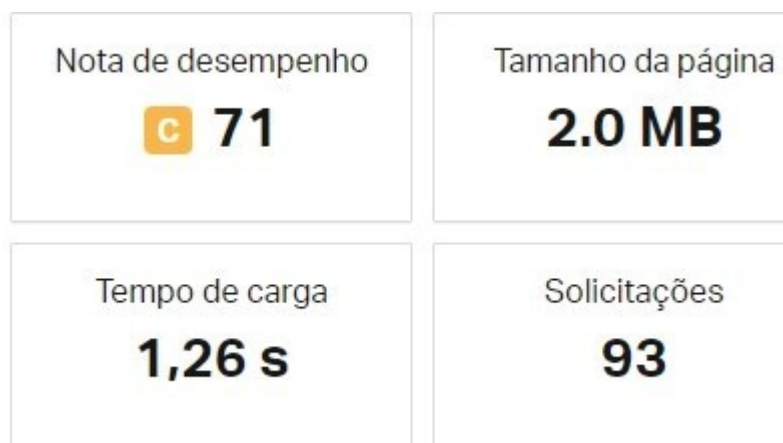 Nota de desempenho
C 71
Tamanho da página
2.0 MB
Tempo de carga
1,26 s
Solicitações
93